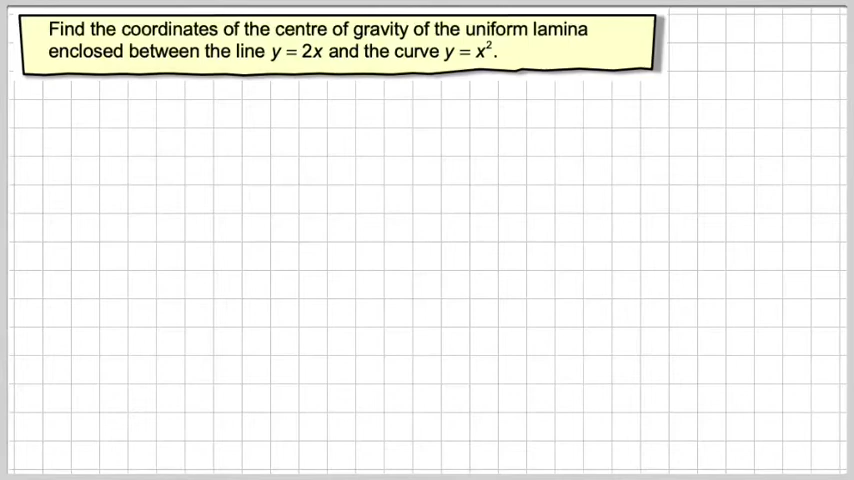 Find the coordinates of the centre of gravity of the uniform lamina
enclosed between the line y = 2x and the curve y = x².